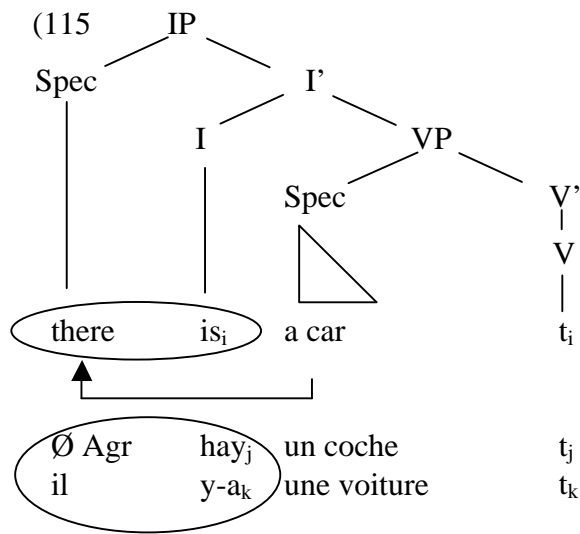 (115 IP
Spec I’
I VP
Spec V’
V
there isᵢ a car tᵢ
Ø Agr hayⱼ un coche tⱼ
il y-aₖ une voiture tₖ